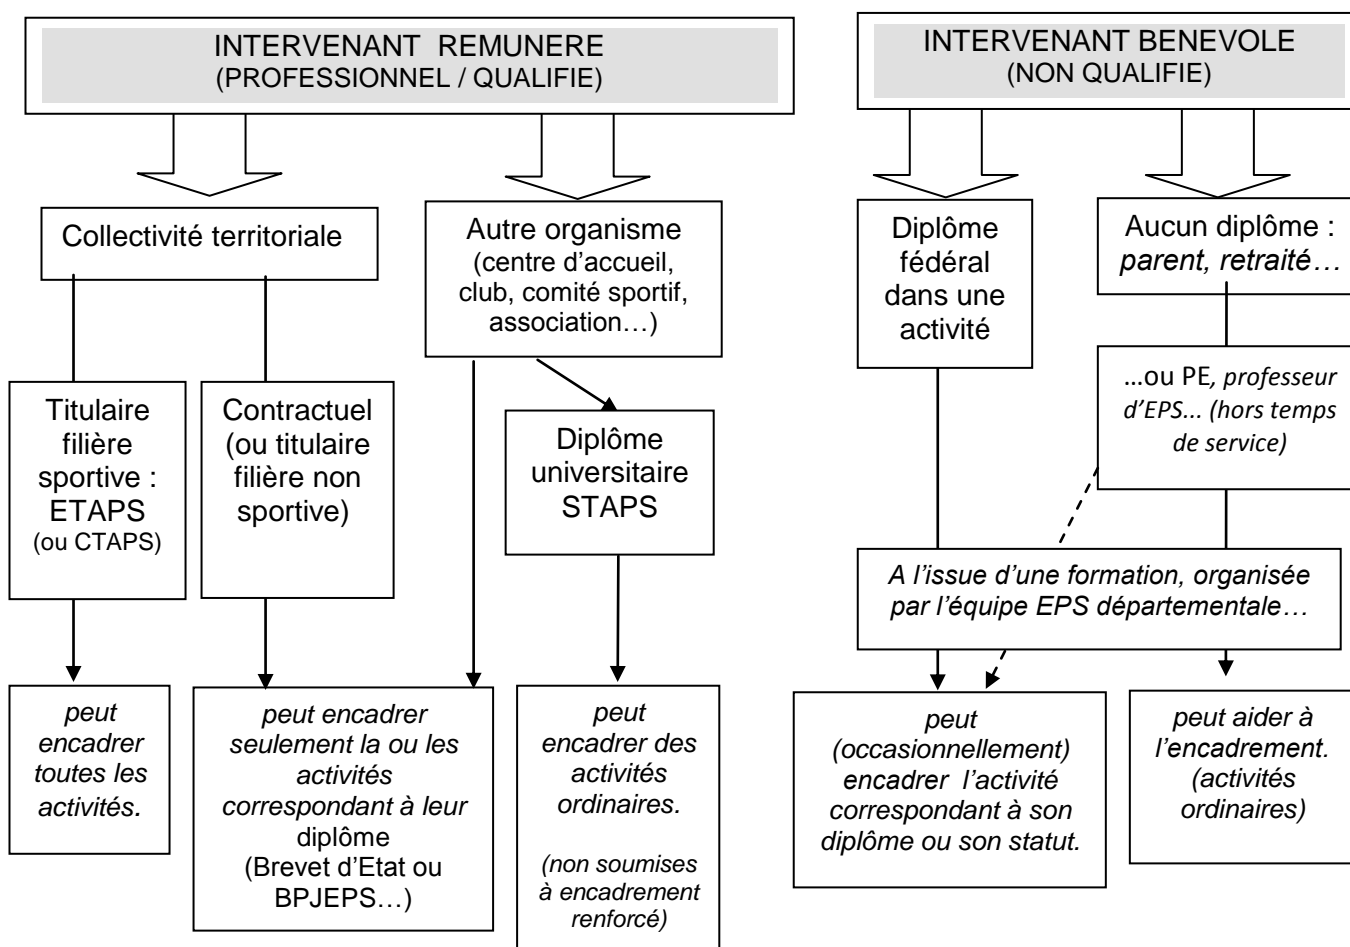 INTERVENANT REMUNERE
(PROFESSIONNEL / QUALIFIE)
INTERVENANT BENEVOLE
(NON QUALIFIE)
Collectivité territoriale
Autre organisme
(centre d’accueil,
club, comité sportif,
association…)
Diplôme
fédéral
dans une
activité
Aucun diplôme :
parent, retraité…
…ou PE, professeur
d’EPS... (hors temps
de service)
Titulaire
filière
sportive :
ETAPS
(ou CTAPS)
Contractuel
(ou titulaire
filière non
sportive)
Diplôme
universitaire
STAPS
A l’issue d’une formation, organisée
par l’équipe EPS départementale…
peut
encadrer
toutes les
activités.
peut encadrer
seulement la ou les
activités
correspondant à leur
diplôme
(Brevet d’Etat ou
BPJEPS…)
peut
encadrer des
activités
ordinaires.
(non soumises
à encadrement
renforcé)
peut
(occasionnellement)
encadrer l’activité
correspondant à son
diplôme ou son statut.
peut aider à
l’encadrement.
(activités
ordinaires)